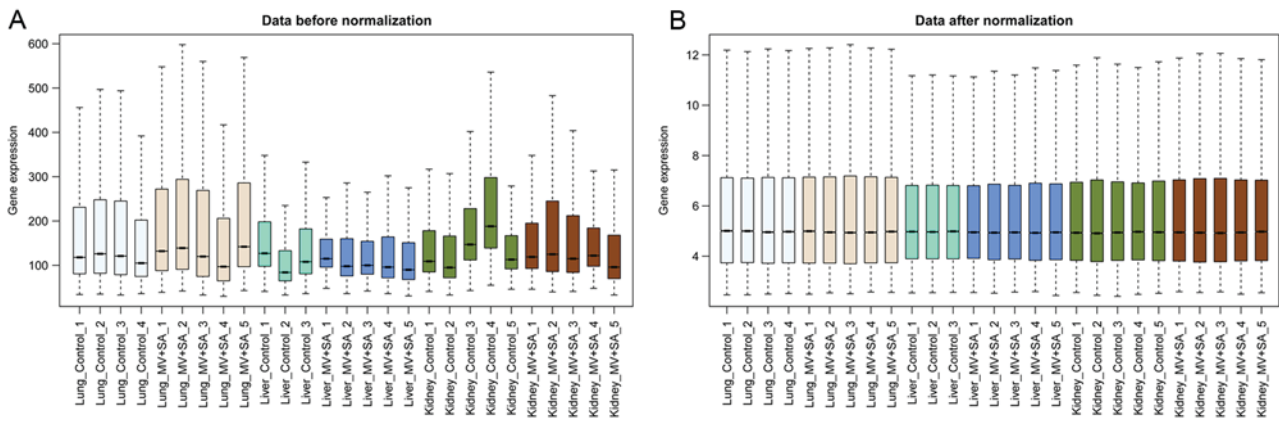 A
Data before normalization
Gene expression
600
500
400
300
200
100
Lung_Control_1
Lung_Control_2
Lung_Control_3
Lung_Control_4
Lung_MV+SA_1
Lung_MV+SA_2
Lung_MV+SA_3
Lung_MV+SA_4
Lung_MV+SA_5
Liver_Control_1
Liver_Control_2
Liver_Control_3
Liver_MV+SA_1
Liver_MV+SA_2
Liver_MV+SA_3
Liver_MV+SA_4
Liver_MV+SA_5
Kidney_Control_1
Kidney_Control_2
Kidney_Control_3
Kidney_Control_4
Kidney_Control_5
Kidney_MV+SA_1
Kidney_MV+SA_2
Kidney_MV+SA_3
Kidney_MV+SA_4
Kidney_MV+SA_5
B
Data after normalization
Gene expression
12
10
8
6
4
Lung_Control_1
Lung_Control_2
Lung_Control_3
Lung_Control_4
Lung_MV+SA_1
Lung_MV+SA_2
Lung_MV+SA_3
Lung_MV+SA_4
Lung_MV+SA_5
Liver_Control_1
Liver_Control_2
Liver_Control_3
Liver_MV+SA_1
Liver_MV+SA_2
Liver_MV+SA_3
Liver_MV+SA_4
Liver_MV+SA_5
Kidney_Control_1
Kidney_Control_2
Kidney_Control_3
Kidney_Control_4
Kidney_Control_5
Kidney_MV+SA_1
Kidney_MV+SA_2
Kidney_MV+SA_3
Kidney_MV+SA_4
Kidney_MV+SA_5